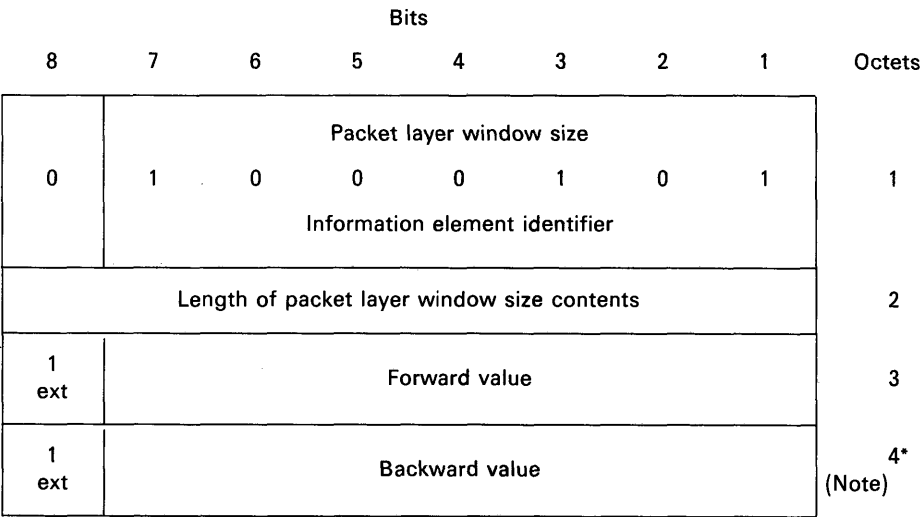 Bits
8 7 6 5 4 3 2 1 Octets
Packet layer window size
0 1 0 0 0 1 0 1 1
Information element identifier
Length of packet layer window size contents 2
1
ext
Forward value 3
1
ext
Backward value
4*
(Note)